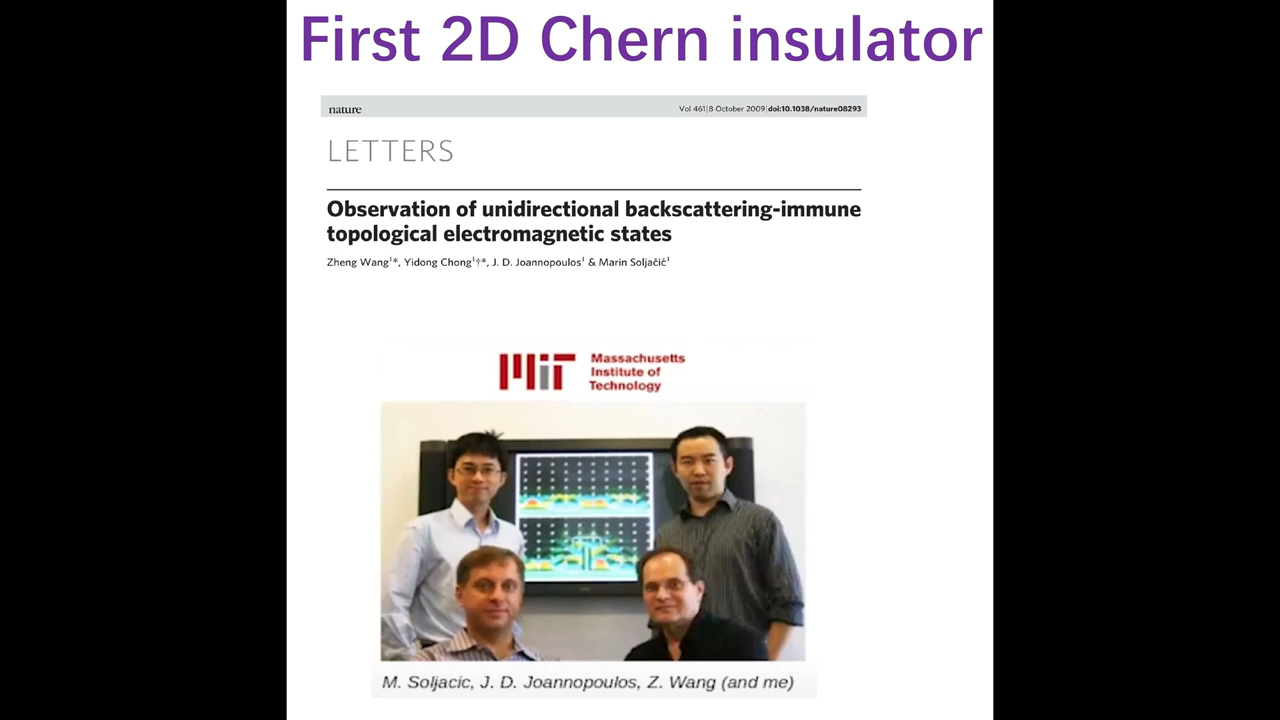 First 2D Chern insulator
nature
Vol 461|8 October 2009|doi:10.1038/nature08293
LETTERS
Observation of unidirectional backscattering-immune
topological electromagnetic states
Zheng Wang¹*, Yidong Chong¹†*, J. D. Joannopoulos¹ & Marin Soljačić¹
MIT
Massachusetts
Institute of
Technology
M. Soljacic, J. D. Joannopoulos, Z. Wang (and me)